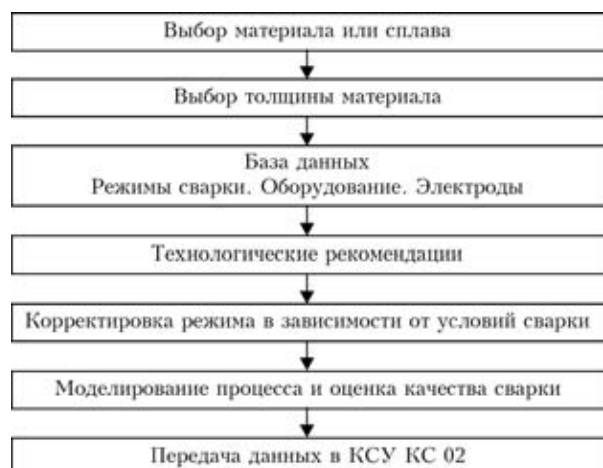 Выбор материала или сплава
Выбор толщины материала
База данных
Режимы сварки. Оборудование. Электроды
Технологические рекомендации
Корректировка режима в зависимости от условий сварки
Моделирование процесса и оценка качества сварки
Передача данных в КСУ КС 02